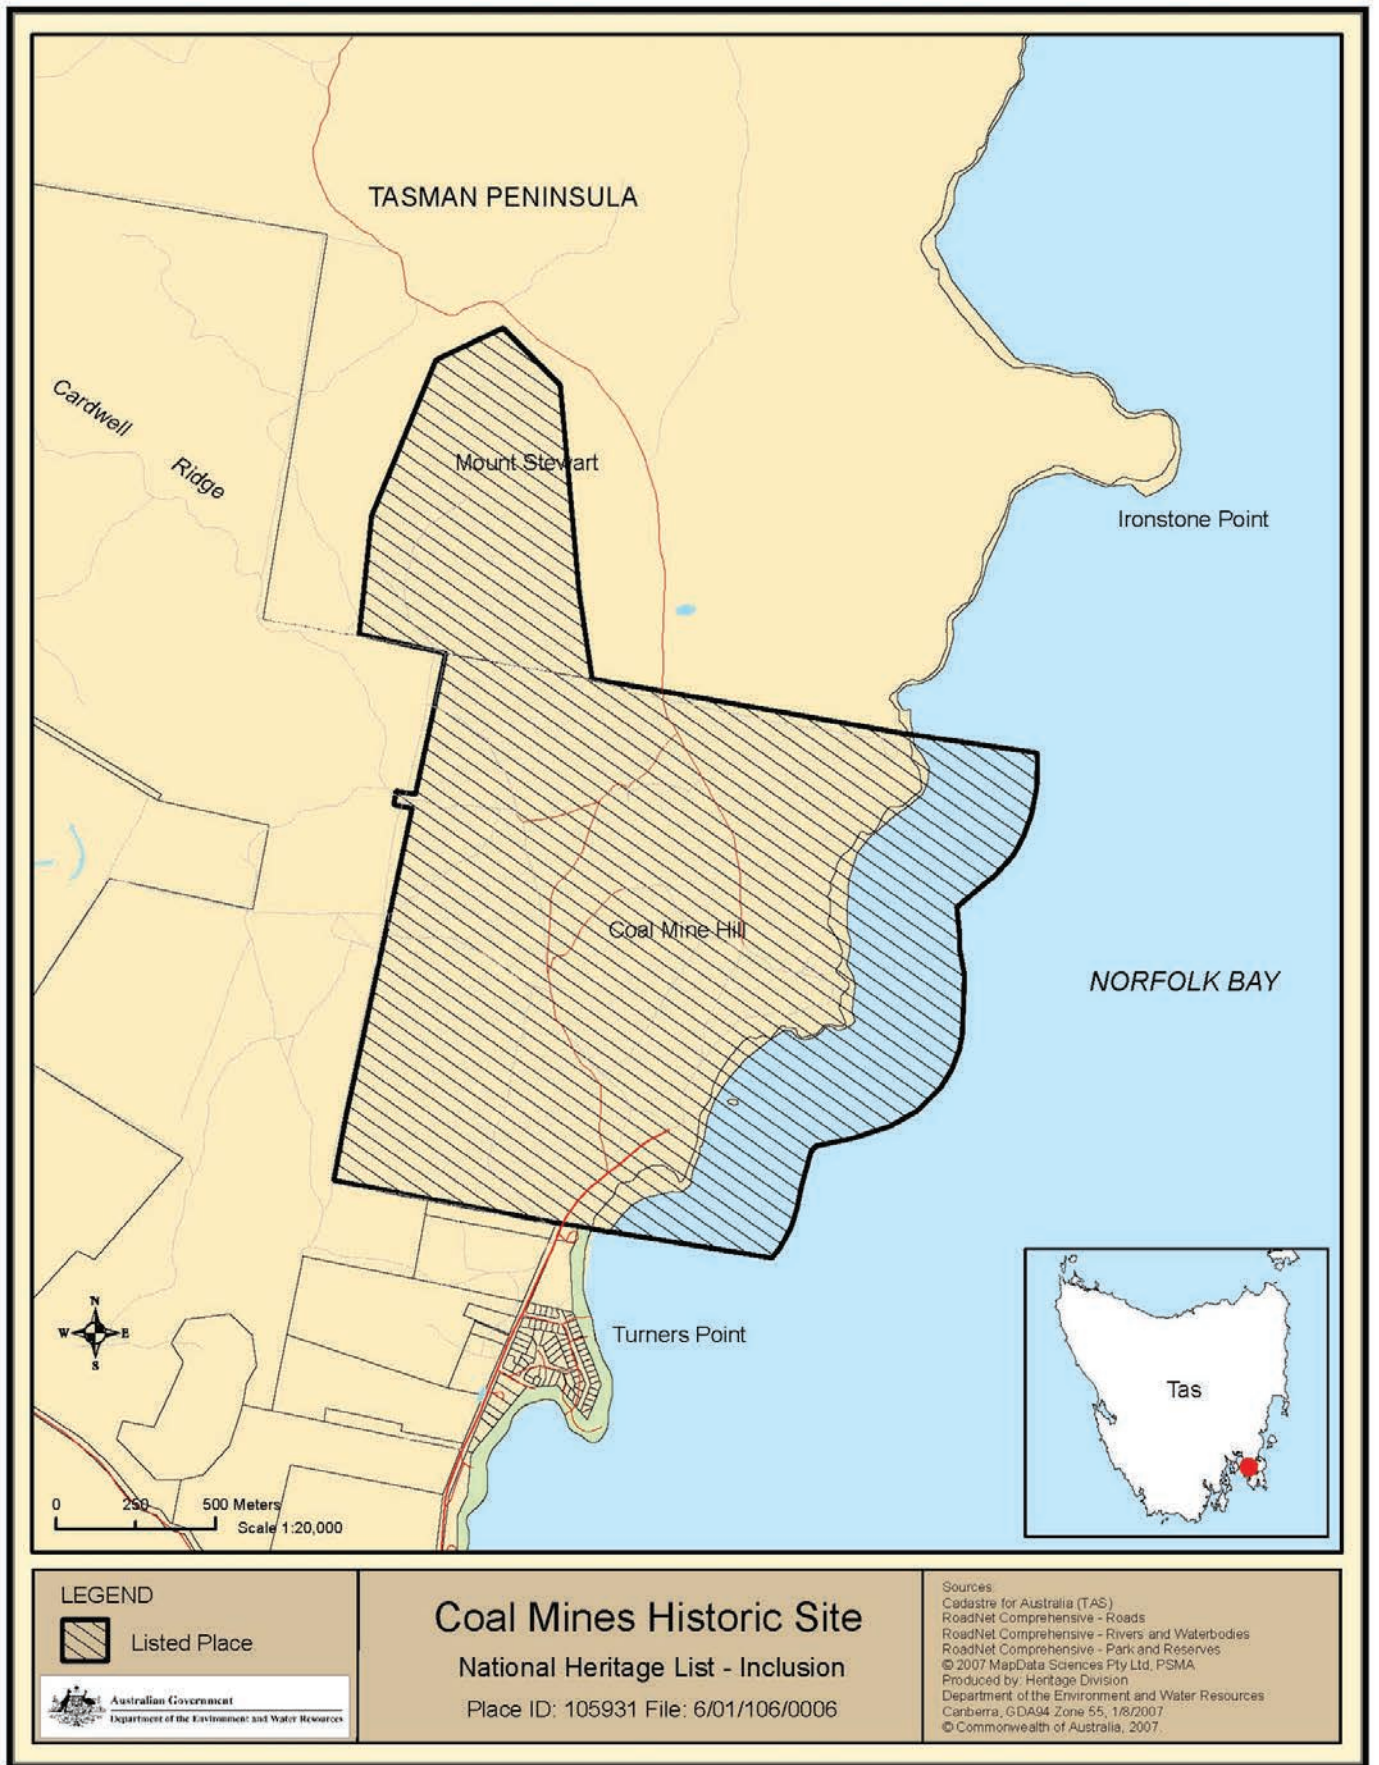 TASMAN PENINSULA
Cardwell
Ridge
Mount Stewart
Ironstone Point
Coal Mine Hill
NORFOLK BAY
Turners Point
N
W E
S
0 250 500 Meters
Scale 1:20,000
Tas
LEGEND
Listed Place
Australian Government
Department of the Environment and Water Resources
Coal Mines Historic Site
National Heritage List - Inclusion
Place ID: 105931 File: 6/01/106/0006
Sources:
Cadastre for Australia (TAS)
RoadNet Comprehensive - Roads
RoadNet Comprehensive - Rivers and Waterbodies
RoadNet Comprehensive - Park and Reserves
© 2007 MapData Sciences Pty Ltd, PSMA
Produced by: Heritage Division
Department of the Environment and Water Resources
Canberra, GDA94 Zone 55, 1/8/2007
© Commonwealth of Australia, 2007.